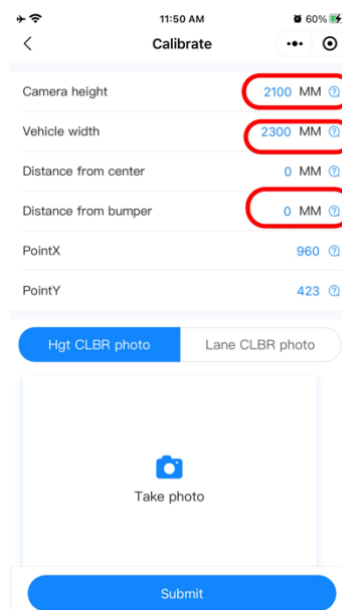 11:50 AM 60%
Calibrate
Camera height 2100 MM
Vehicle width 2300 MM
Distance from center 0 MM
Distance from bumper 0 MM
PointX 960
PointY 423
Hgt CLBR photo Lane CLBR photo
Take photo
Submit